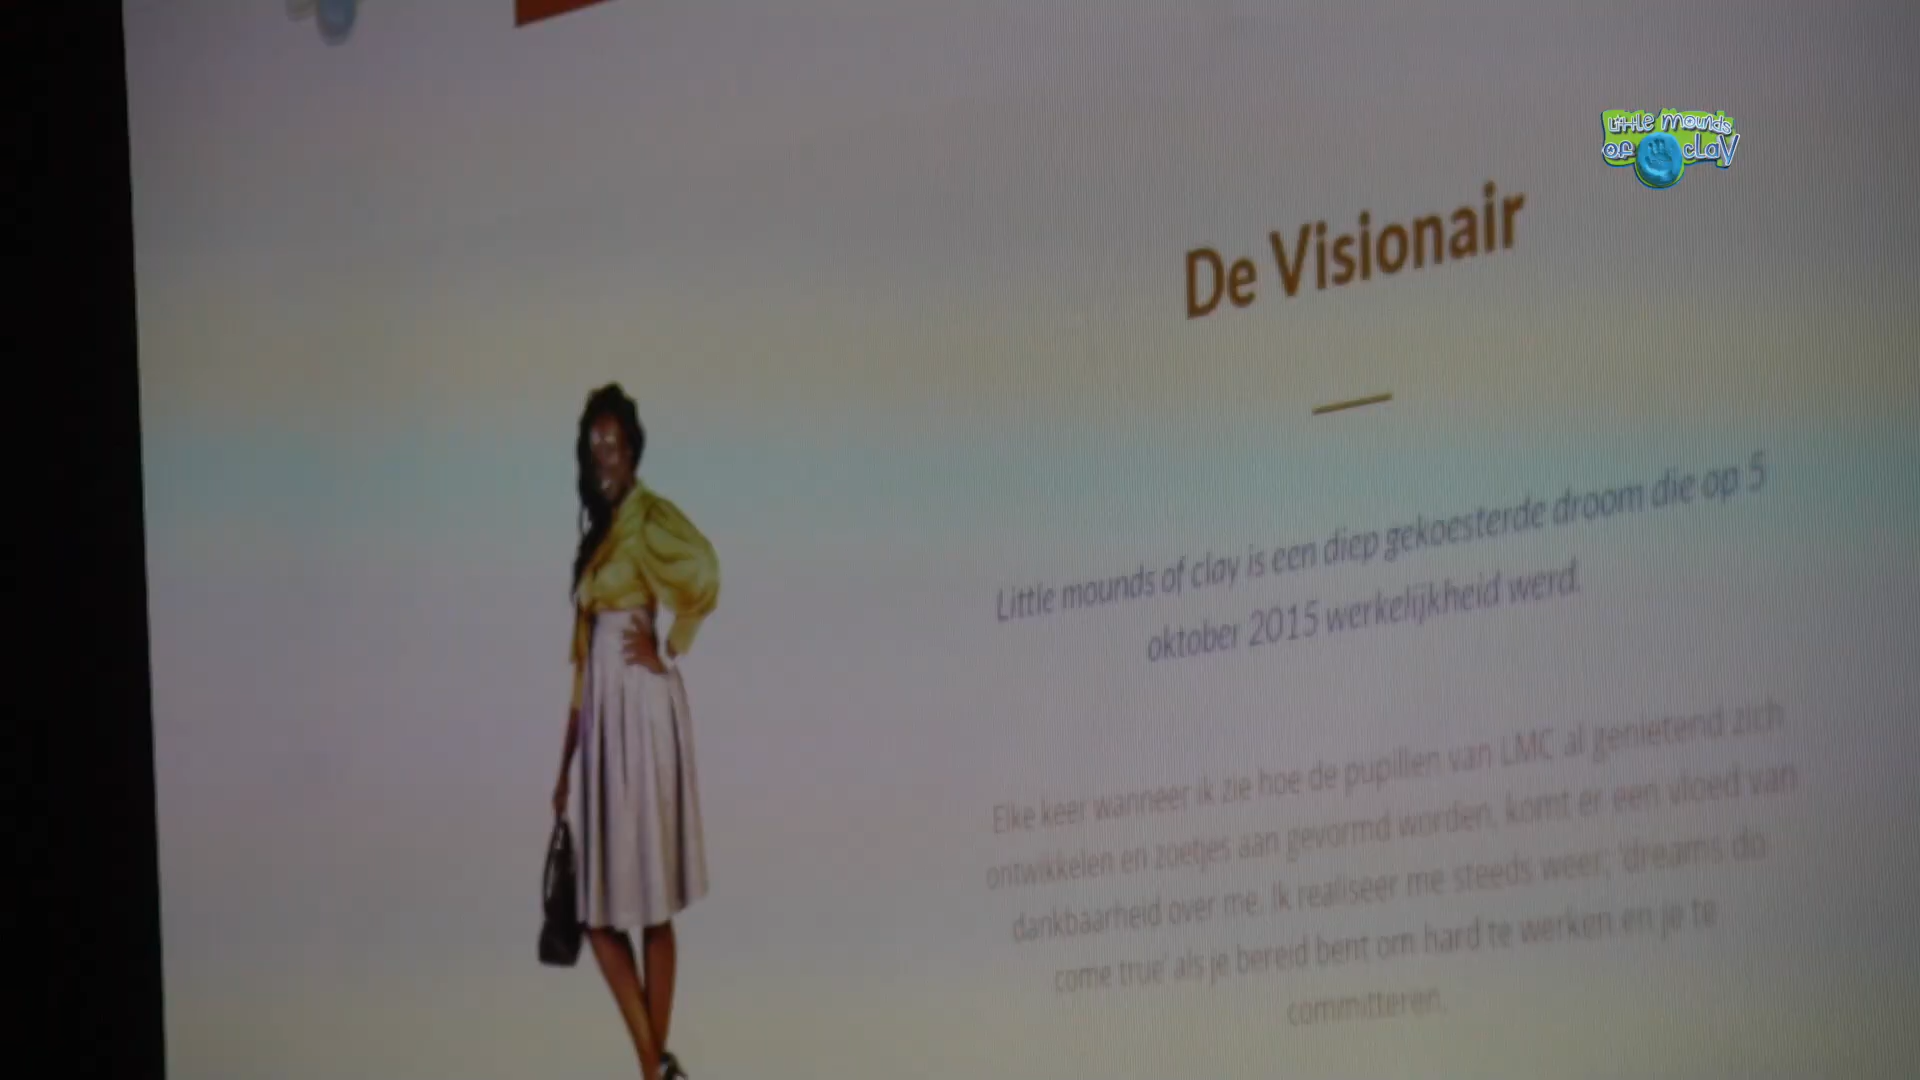 Little mounds
of clay
De Visionair
Little mounds of clay is een diep gekoesterde droom die op 5
oktober 2015 werkelijkheid werd.
Elke keer wanneer ik zie hoe de pupillen van LMC al genietend zich
ontwikkelen en zoetjes aan gevormd worden, komt er een vloed van
dankbaarheid over me. Ik realiseer me steeds weer, 'dreams do
come true' als je bereid bent om hard te werken en je te
committeren.